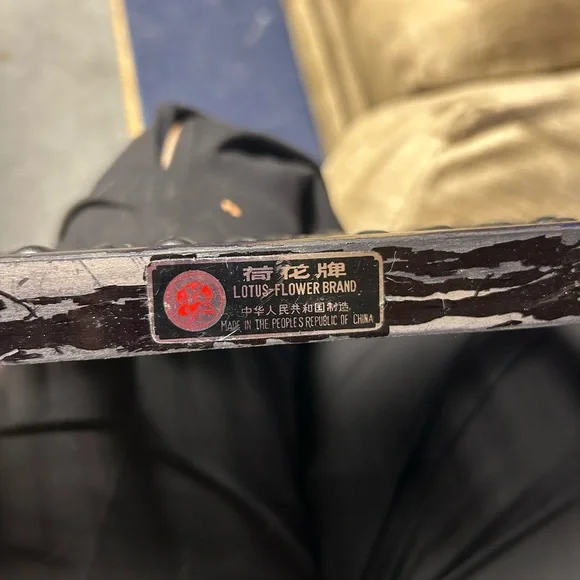 荷花牌
LOTUS-FLOWER BRAND
中华人民共和国制造
MADE IN THE PEOPLE'S REPUBLIC OF CHINA